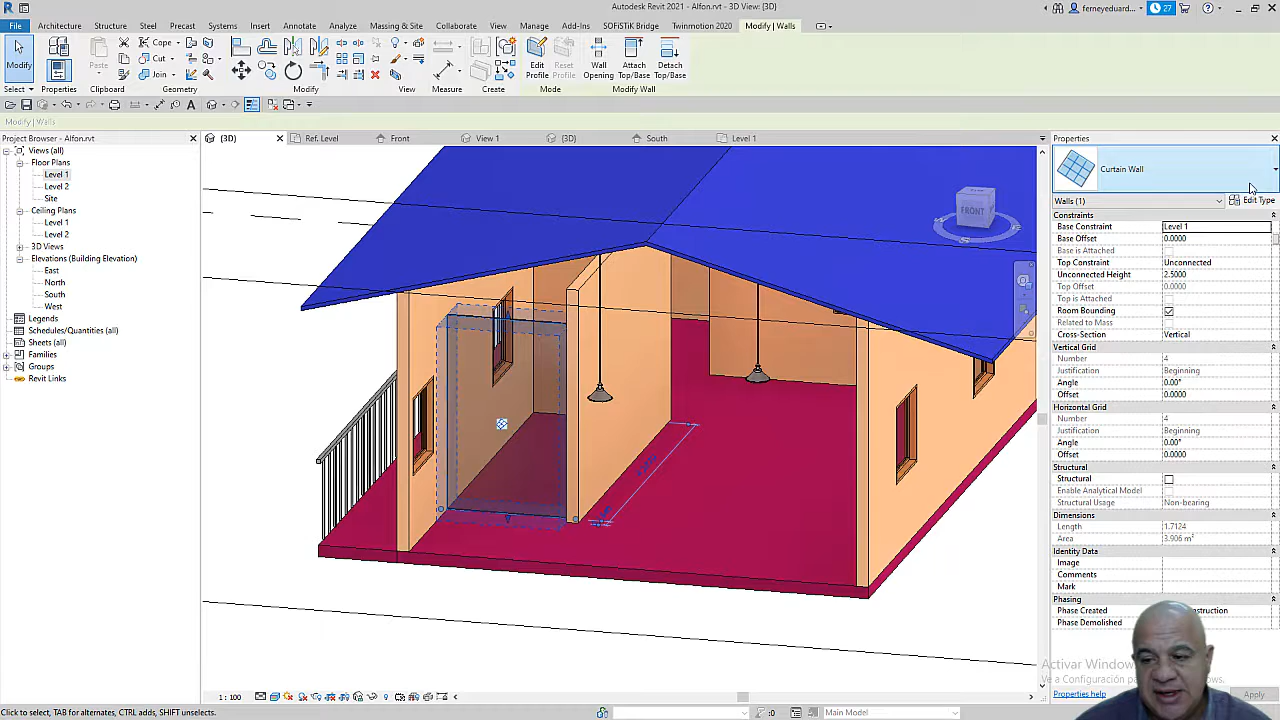 Autodesk Revit 2021 - Alfon.rvt - 3D View: {3D}
ferneyeduard...
27
File Architecture Structure Steel Precast Systems Insert Annotate Analyze Massing & Site Collaborate View Manage Add-Ins SOFiSTiK Bridge Twinmotion 2020 Modify | Walls
Modify
Properties
Paste
Cope
Cut
Join
Edit Profile
Reset Profile
Wall Opening
Attach Top/Base
Detach Top/Base
Select Properties Clipboard Geometry Modify View Measure Create Mode Modify Wall
Modify | Walls
Project Browser - Alfon.rvt
{3D} Ref. Level Front View 1 {3D} South Level 1
Views (all)
Floor Plans
Level 1
Level 2
Site
Ceiling Plans
Level 1
Level 2
3D Views
Elevations (Building Elevation)
East
North
South
West
Legends
Schedules/Quantities (all)
Sheets (all)
Families
Groups
Revit Links
FRONT
Properties
Curtain Wall
Walls (1) Edit Type
Constraints
Base Constraint Level 1
Base Offset 0.0000
Base is Attached
Top Constraint Unconnected
Unconnected Height 2.5000
Top Offset 0.0000
Top is Attached
Room Bounding
Related to Mass
Cross-Section Vertical
Vertical Grid
Number 4
Justification Beginning
Angle 0.00°
Offset 0.0000
Horizontal Grid
Number 4
Justification Beginning
Angle 0.00°
Offset 0.0000
Structural
Structural
Enable Analytical Model
Structural Usage Non-bearing
Dimensions
Length 1.7124
Area 3.906 m²
Identity Data
Image
Comments
Mark
Phasing
Phase Created
Phase Demolished
Activar Window
Ve a Configuración
Properties help Apply
1 : 100
Click to select, TAB for alternates, CTRL adds, SHIFT unselects.
:0
Main Model